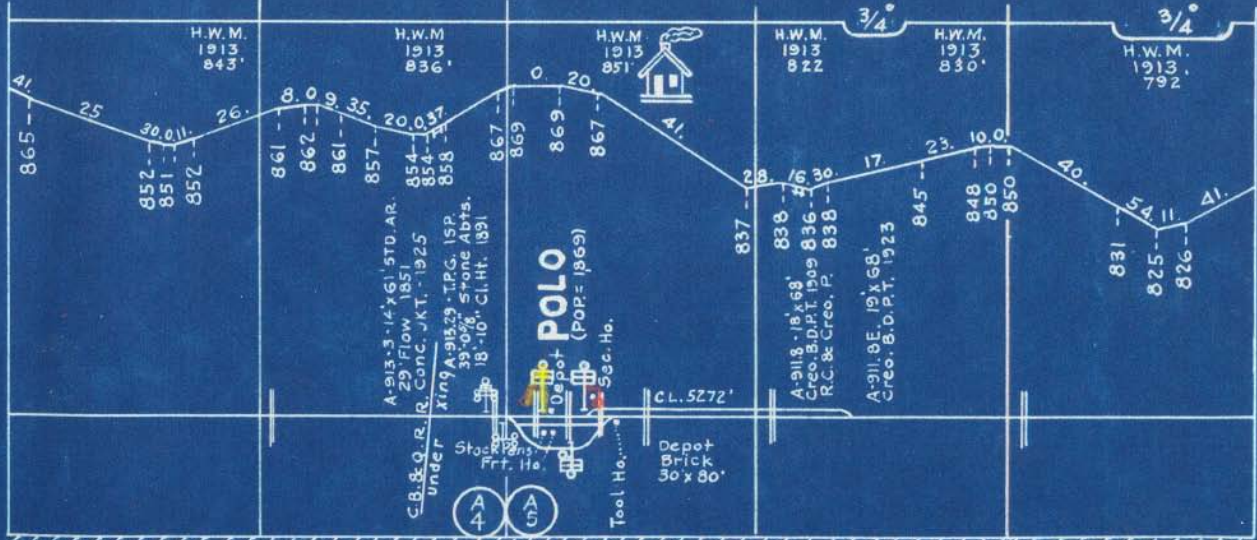 3/4°
3/4°
H.W.M.
1913
843'
H.W.M
1913
836'
H.W.M
1913
851'
H.W.M
1913
822
H.W.M.
1913
830'
H.W.M.
1913
792
41.
25
30.
0.
11.
26.
8.
0
9.
35.
20
0.
37.
0.
20.
41.
28.
16
30.
17.
23.
10.
0.
40.
54.
11.
41.
865
852
851
852
861
862
861
857
854
854
858
867
869
869
867
837
838
836
838
845
848
850
850
831
825
826
A-913-3-14'x61' STD. AR.
29' Flow 1851
C.B.& Q.R.R. Conc. JKT. -1925
under
Xing
A-913.29-T.P.G. 1SP.
39'-0 5/8" Stone Abts.
18'-10" Cl. Ht. 1891
POLO
(POP.= 1,869)
Depot
Sec. Ho.
A-911.8-18'x68'
Creo. B.D.P.T. 1909
R.C. & Creo. P.
A-911.8E. 19'x68'
Creo. B.D.P.T. 1923
C.L. 5272'
Stock Pens
Frt. Ho.
Tool Ho.
Depot
Brick
30'x80'
A
4
A
5